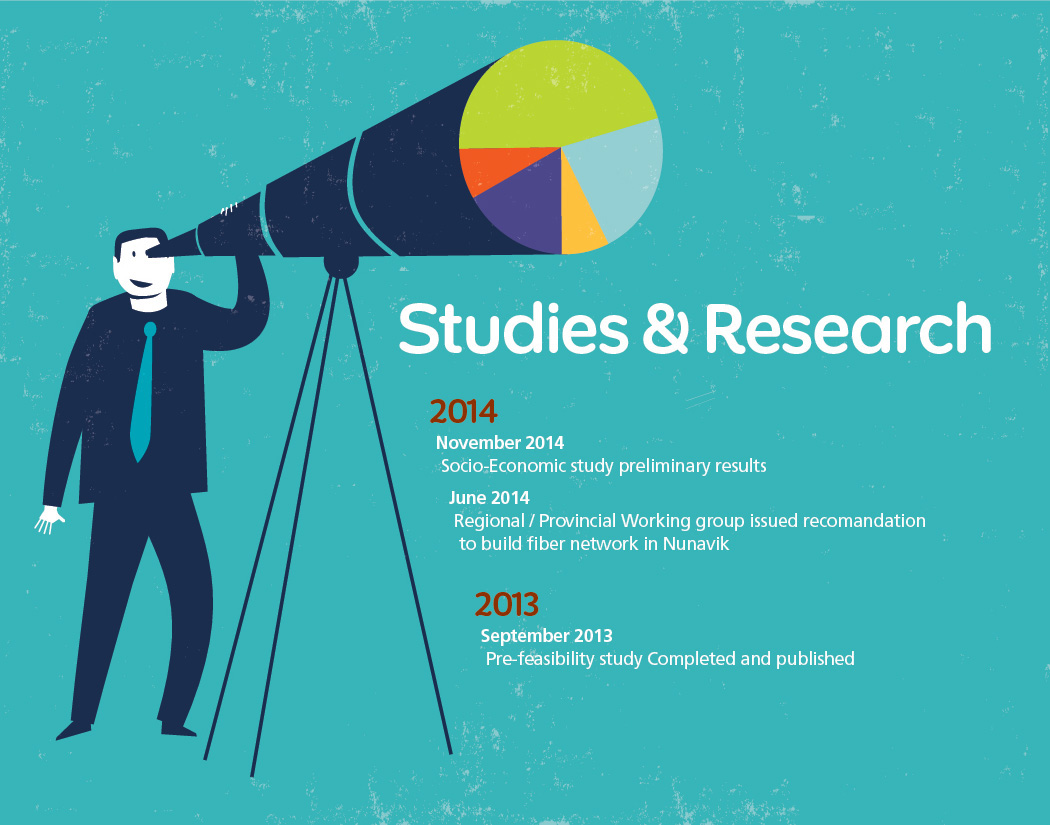 Studies & Research
2014
November 2014
Socio-Economic study preliminary results
June 2014
Regional / Provincial Working group issued recomandation
to build fiber network in Nunavik
2013
September 2013
Pre-feasibility study Completed and published